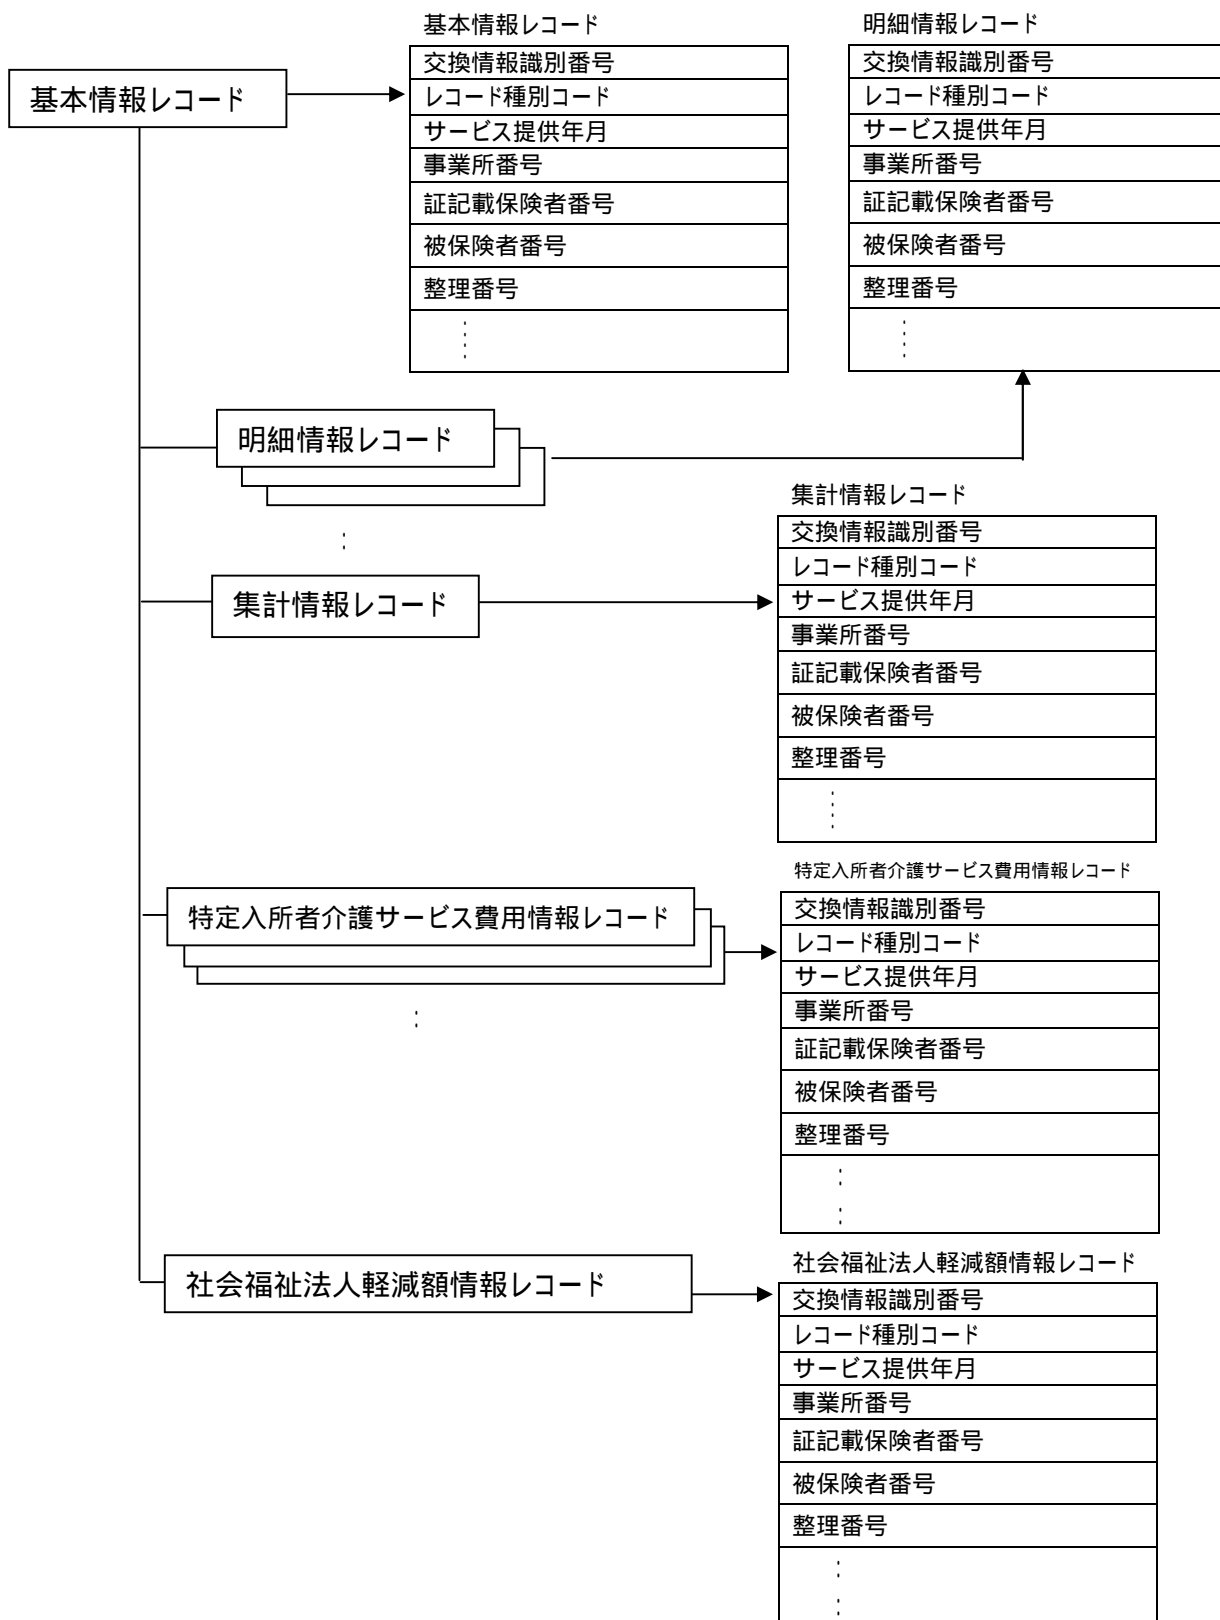 基本情報レコード
基本情報レコード
交換情報識別番号
レコード種別コード
サービス提供年月
事業所番号
証記載保険者番号
被保険者番号
整理番号
明細情報レコード
交換情報識別番号
レコード種別コード
サービス提供年月
事業所番号
証記載保険者番号
被保険者番号
整理番号
明細情報レコード
集計情報レコード
集計情報レコード
交換情報識別番号
レコード種別コード
サービス提供年月
事業所番号
証記載保険者番号
被保険者番号
整理番号
特定入所者介護サービス費用情報レコード
特定入所者介護サービス費用情報レコード
交換情報識別番号
レコード種別コード
サービス提供年月
事業所番号
証記載保険者番号
被保険者番号
整理番号
社会福祉法人軽減額情報レコード
社会福祉法人軽減額情報レコード
交換情報識別番号
レコード種別コード
サービス提供年月
事業所番号
証記載保険者番号
被保険者番号
整理番号